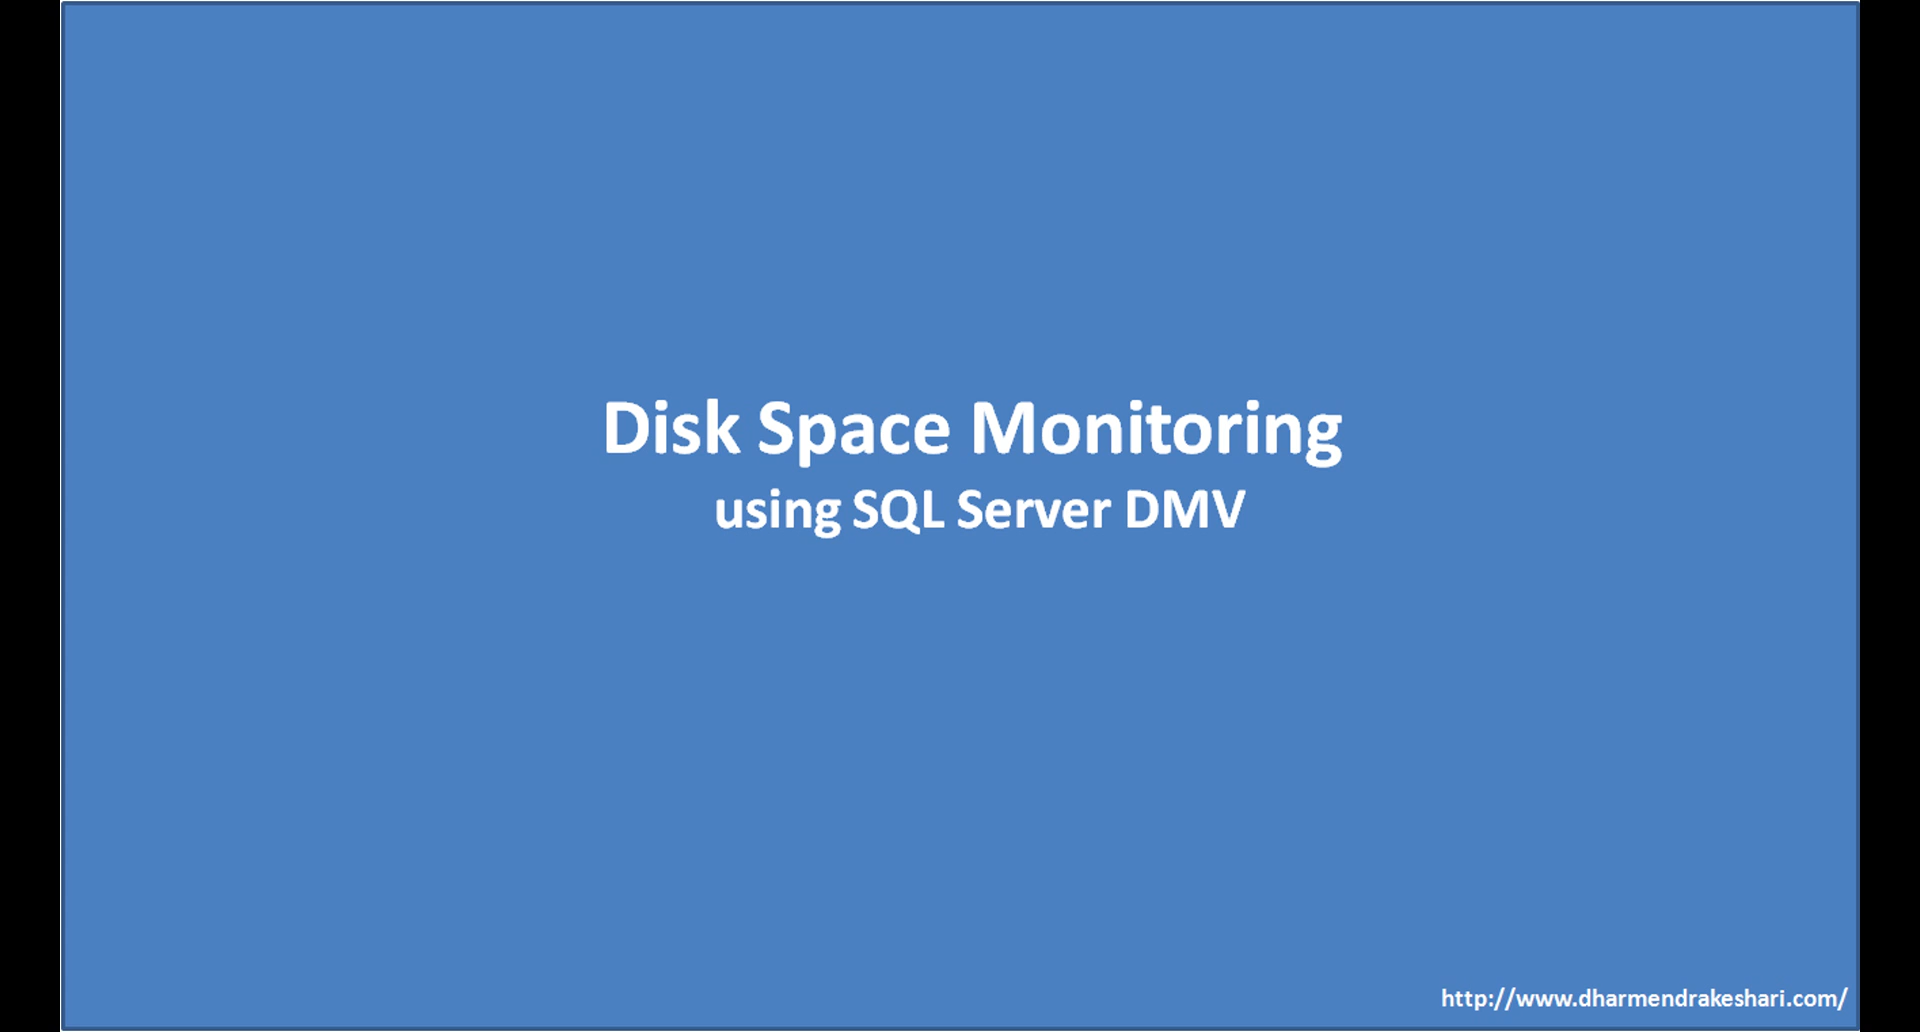 Disk Space Monitoring
using SQL Server DMV
http://www.dharmendrakeshari.com/